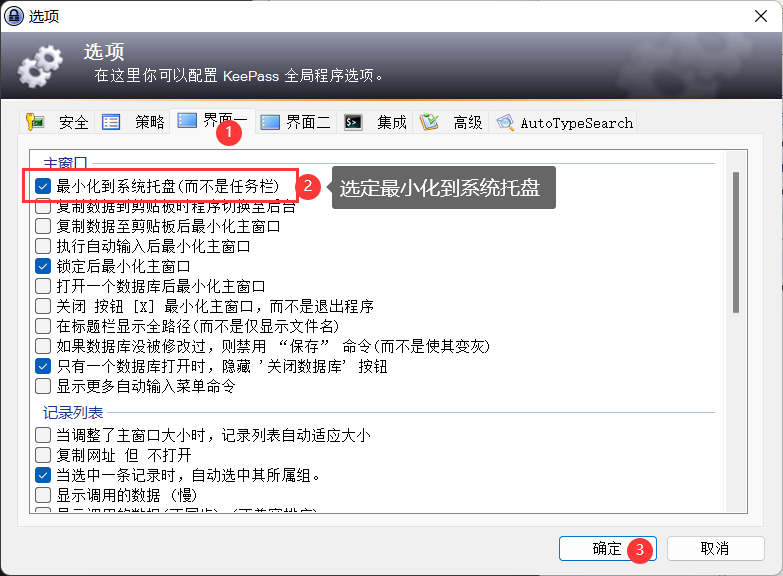 选项
选项
在这里你可以配置 KeePass 全局程序选项。
安全 策略 界面一 界面二 集成 高级 AutoTypeSearch
1
主窗口
最小化到系统托盘(而不是任务栏)
2
选定最小化到系统托盘
复制数据到剪贴板时程序切换至后台
复制数据至剪贴板后最小化主窗口
执行自动输入后最小化主窗口
锁定后最小化主窗口
打开一个数据库后最小化主窗口
关闭 按钮 [X] 最小化主窗口，而不是退出程序
在标题栏显示全路径(而不是仅显示文件名)
如果数据库没被修改过，则禁用 “保存” 命令(而不是使其变灰)
只有一个数据库打开时，隐藏 '关闭数据库' 按钮
显示更多自动输入菜单命令
记录列表
当调整了主窗口大小时，记录列表自动适应大小
复制网址 但 不打开
当选中一条记录时，自动选中其所属组。
显示调用的数据 (慢)
确定 3 取消